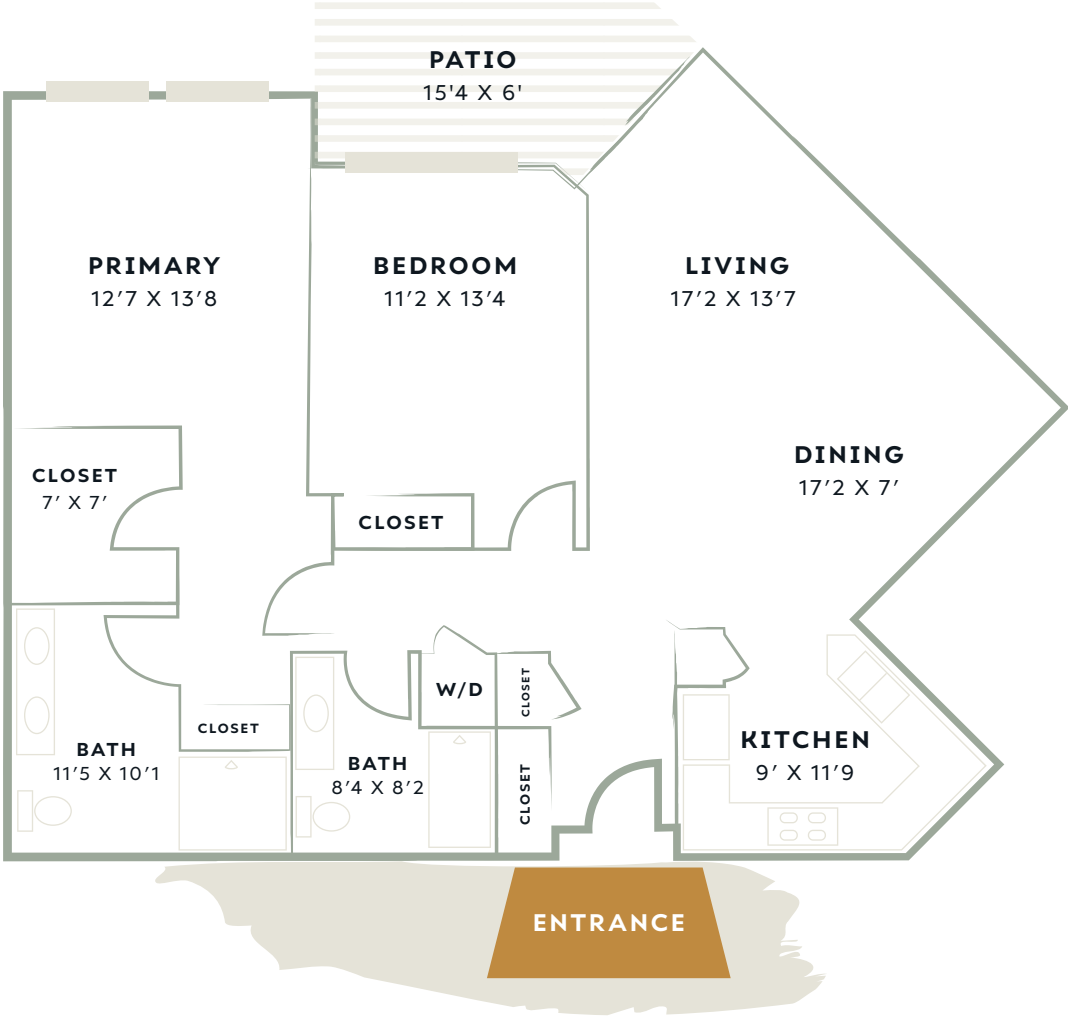 PATIO
15'4 X 6'
PRIMARY
12’7 X 13’8
BEDROOM
11’2 X 13’4
LIVING
17’2 X 13’7
DINING
17’2 X 7’
CLOSET
7’ X 7’
CLOSET
W/D
CLOSET
CLOSET
BATH
11’5 X 10’1
BATH
8’4 X 8’2
CLOSET
KITCHEN
9’ X 11’9
ENTRANCE